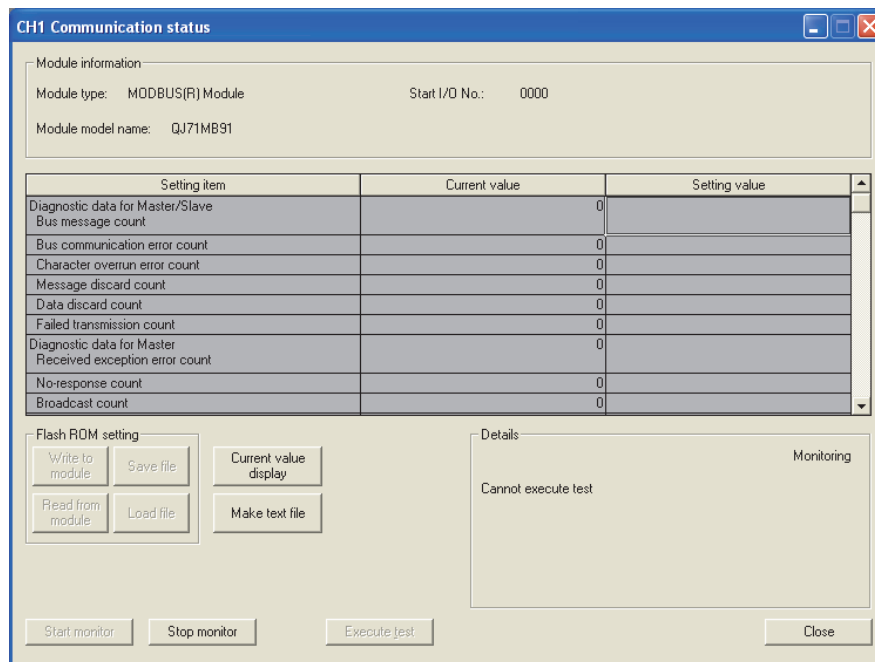 CH1 Communication status
Module information
Module type: MODBUS(R) Module Start I/O No.: 0000
Module model name: QJ71MB91
Setting item Current value Setting value
Diagnostic data for Master/Slave
Bus message count 0
Bus communication error count 0
Character overrun error count 0
Message discard count 0
Data discard count 0
Failed transmission count 0
Diagnostic data for Master
Received exception error count 0
No-response count 0
Broadcast count 0
Flash ROM setting
Write to
module
Save file
Current value
display
Read from
module
Load file
Make text file
Details
Monitoring
Cannot execute test
Start monitor Stop monitor Execute test Close